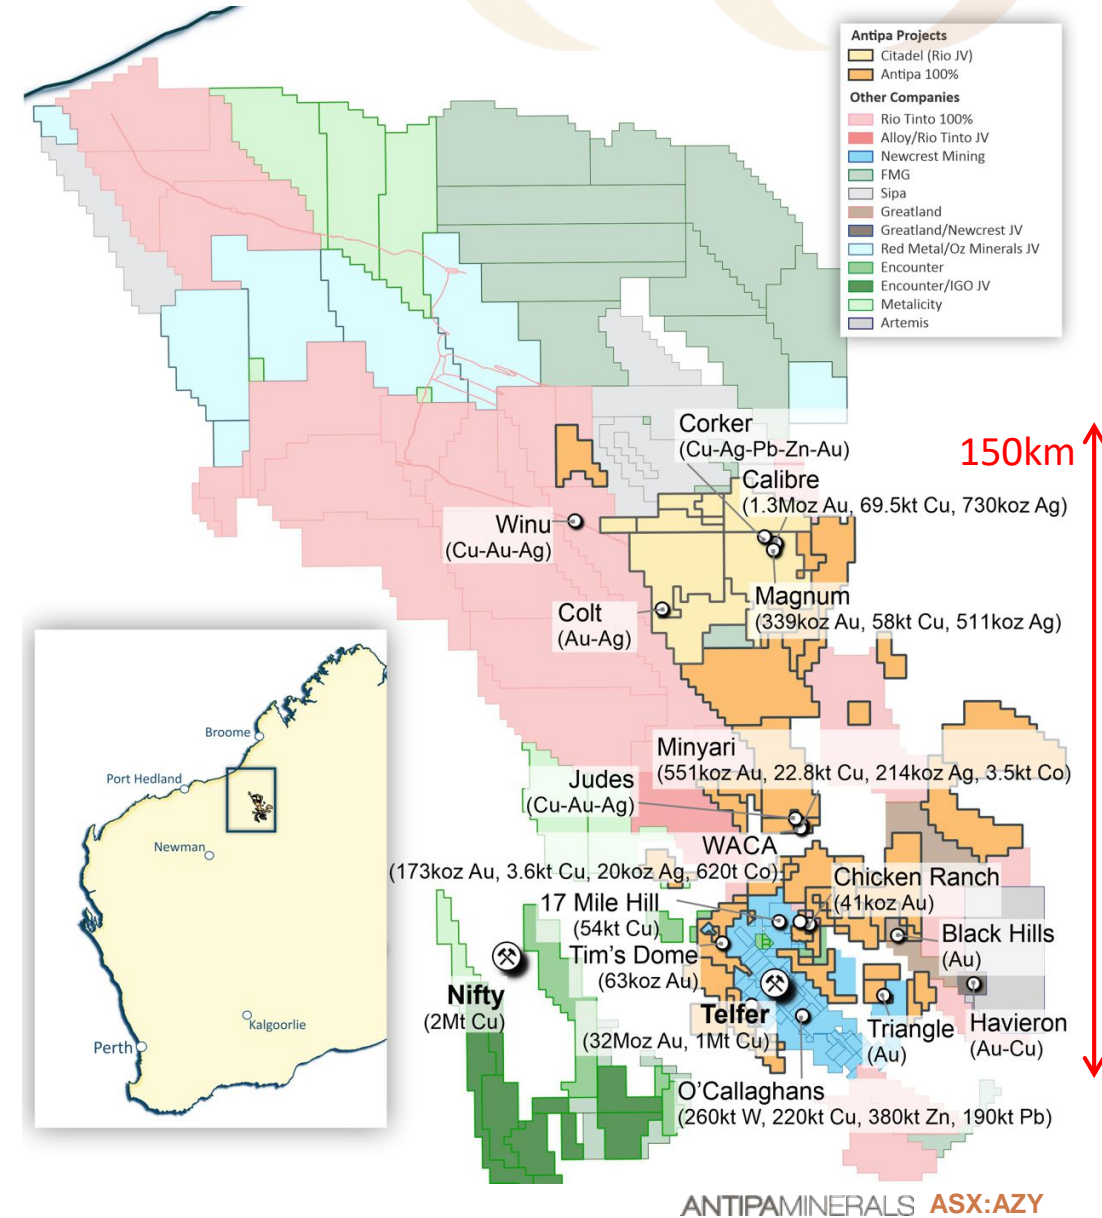 Antipa Projects
Citadel (Rio JV)
Antipa 100%
Other Companies
Rio Tinto 100%
Alloy/Rio Tinto JV
Newcrest Mining
FMG
Sipa
Greatland
Greatland/Newcrest JV
Red Metal/Oz Minerals JV
Encounter
Encounter/IGO JV
Metalicity
Artemis
Corker
(Cu-Ag-Pb-Zn-Au)
150km
Calibre
(1.3Moz Au, 69.5kt Cu, 730koz Ag)
Winu
(Cu-Au-Ag)
Magnum
(339koz Au, 58kt Cu, 511koz Ag)
Colt
(Au-Ag)
Minyari
(551koz Au, 22.8kt Cu, 214koz Ag, 3.5kt Co)
Judes
(Cu-Au-Ag)
WACA
(173koz Au, 3.6kt Cu, 20koz Ag, 620t Co)
Chicken Ranch
(41koz Au)
17 Mile Hill
(54kt Cu)
Black Hills
(Au)
Tim's Dome
(63koz Au)
Nifty
(2Mt Cu)
Telfer
(32Moz Au, 1Mt Cu)
Triangle
(Au)
Havieron
(Au-Cu)
O'Callaghans
(260kt W, 220kt Cu, 380kt Zn, 190kt Pb)
Broome
Port Hedland
Newman
Kalgoorlie
Perth
ANTIPAMINERALS ASX:AZY